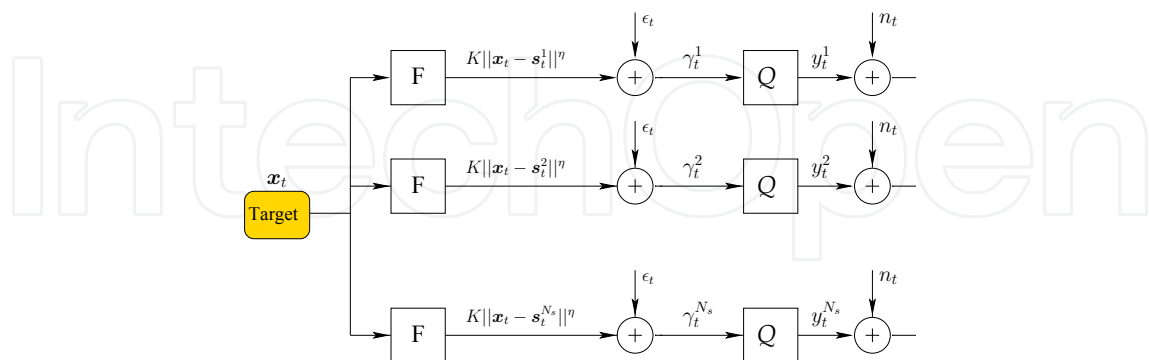 ϵ_t n_t
F K||x_t − s_t^1||^η + γ_t^1 Q y_t^1 +
ϵ_t n_t
F K||x_t − s_t^2||^η + γ_t^2 Q y_t^2 +
x_t
Target
ϵ_t n_t
F K||x_t − s_t^{N_s}||^η + γ_t^{N_s} Q y_t^{N_s} +
IntechOpen